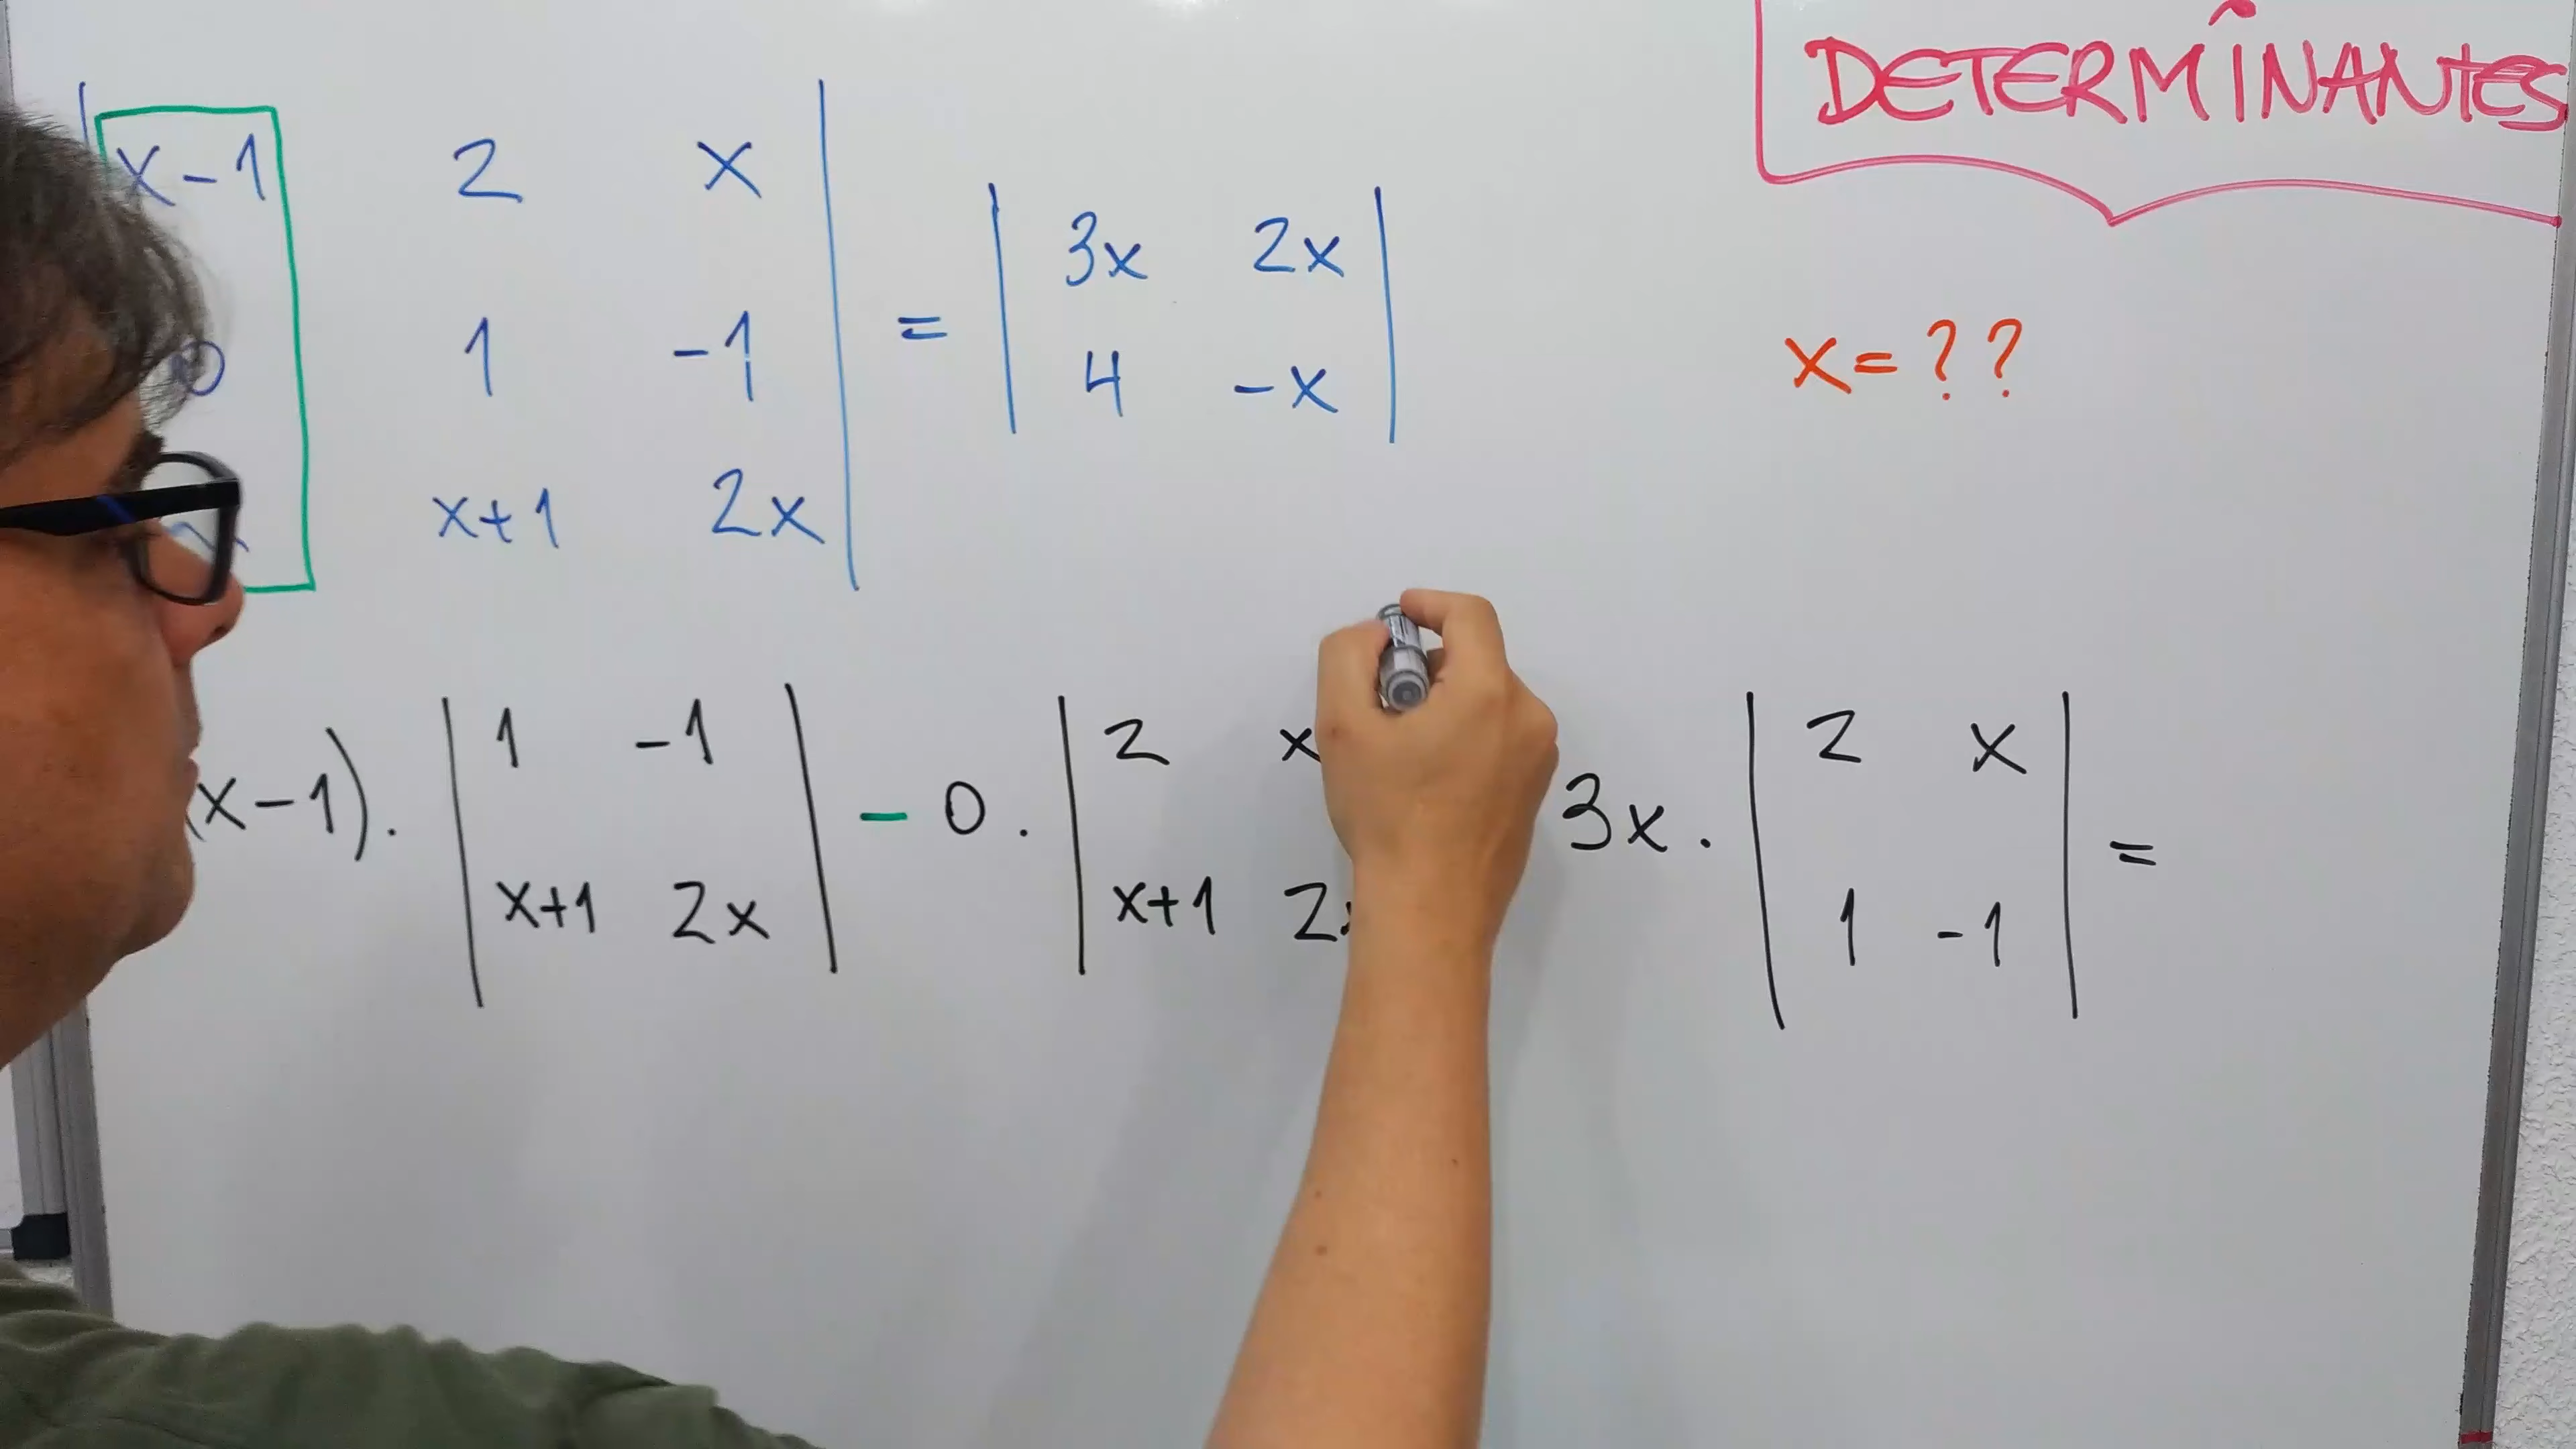 DETERMINANTES
x-1 2 x
0 1 -1
x+1 2x
= 3x 2x
4 -x
x=??
(x-1). 1 -1
x+1 2x
- 0. 2 x
x+1 2
3x. 2 x
1 -1
=